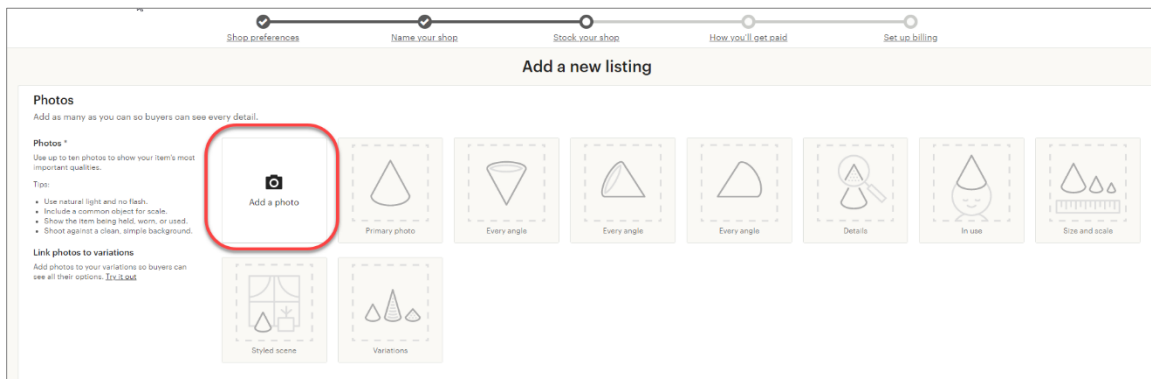 Shop preferences
Name your shop
Stock your shop
How you'll get paid
Set up billing
Add a new listing
Photos
Add as many as you can so buyers can see every detail.
Photos *
Use up to ten photos to show your item's most
important qualities.
Tips:
• Use natural light and no flash.
• Include a common object for scale.
• Show the item being held, worn, or used.
• Shoot against a clean, simple background.
Link photos to variations
Add photos to your variations so buyers can
see all their options. Try it out
Add a photo
Primary photo
Every angle
Every angle
Every angle
Details
In use
Size and scale
Styled scene
Variations